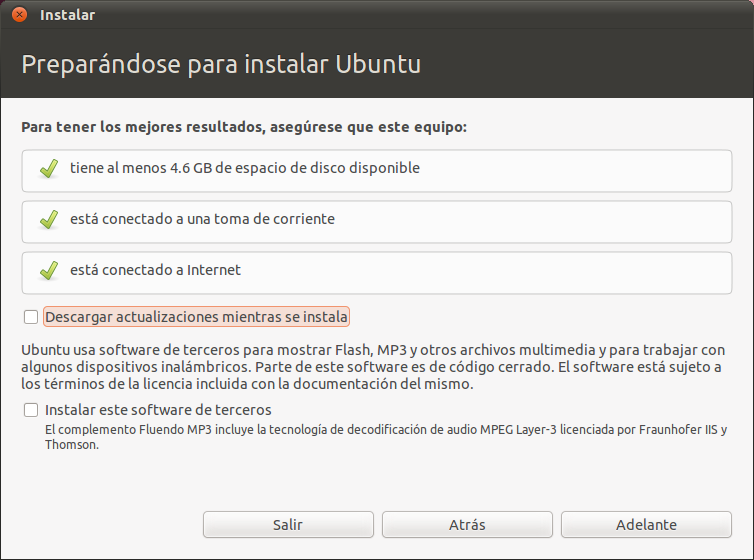 Instalar
Preparándose para instalar Ubuntu
Para tener los mejores resultados, asegúrese que este equipo:
tiene al menos 4.6 GB de espacio de disco disponible
está conectado a una toma de corriente
está conectado a Internet
Descargar actualizaciones mientras se instala
Ubuntu usa software de terceros para mostrar Flash, MP3 y otros archivos multimedia y para trabajar con
algunos dispositivos inalámbricos. Parte de este software es de código cerrado. El software está sujeto a
los términos de la licencia incluida con la documentación del mismo.
Instalar este software de terceros
El complemento Fluendo MP3 incluye la tecnología de decodificación de audio MPEG Layer-3 licenciada por Fraunhofer IIS y
Thomson.
Salir
Atrás
Adelante